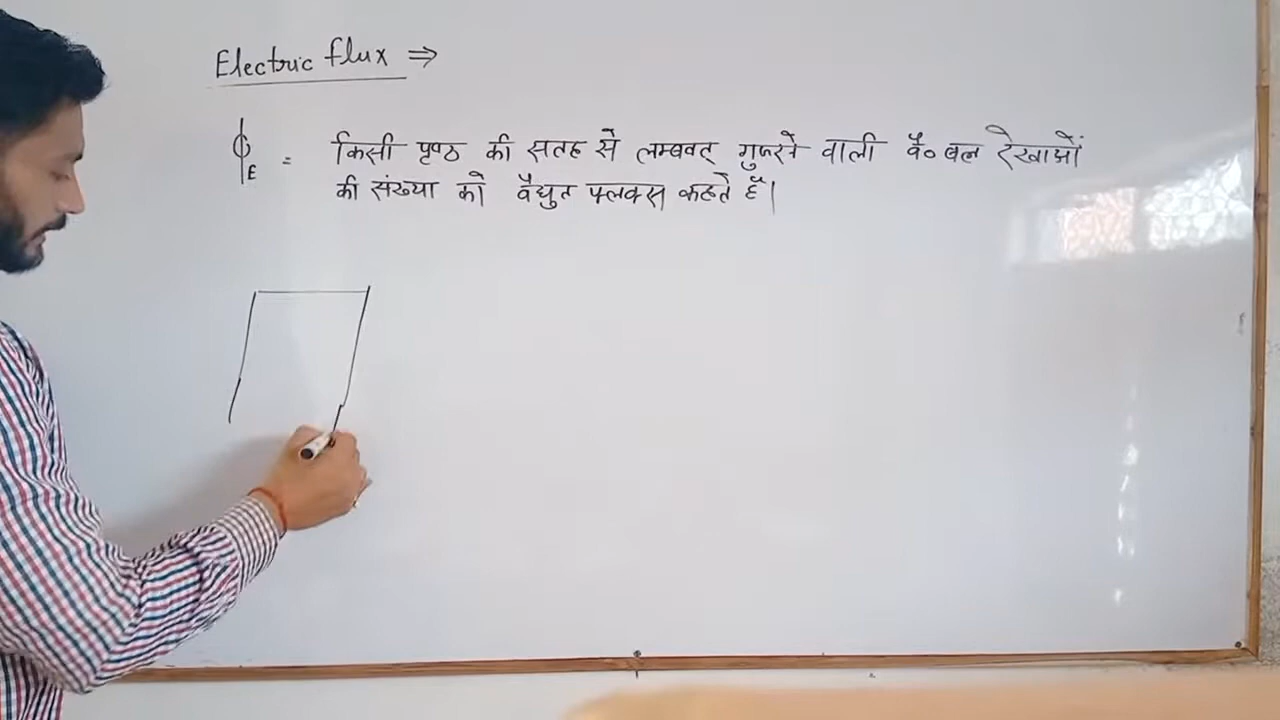 Electric flux ⇒
ϕE = किसी पृष्ठ की सतह से लम्बवत् गुजरने वाली वै० बल रेखाओं
की संख्या को वैधुत फ्लक्स कहते हैं।